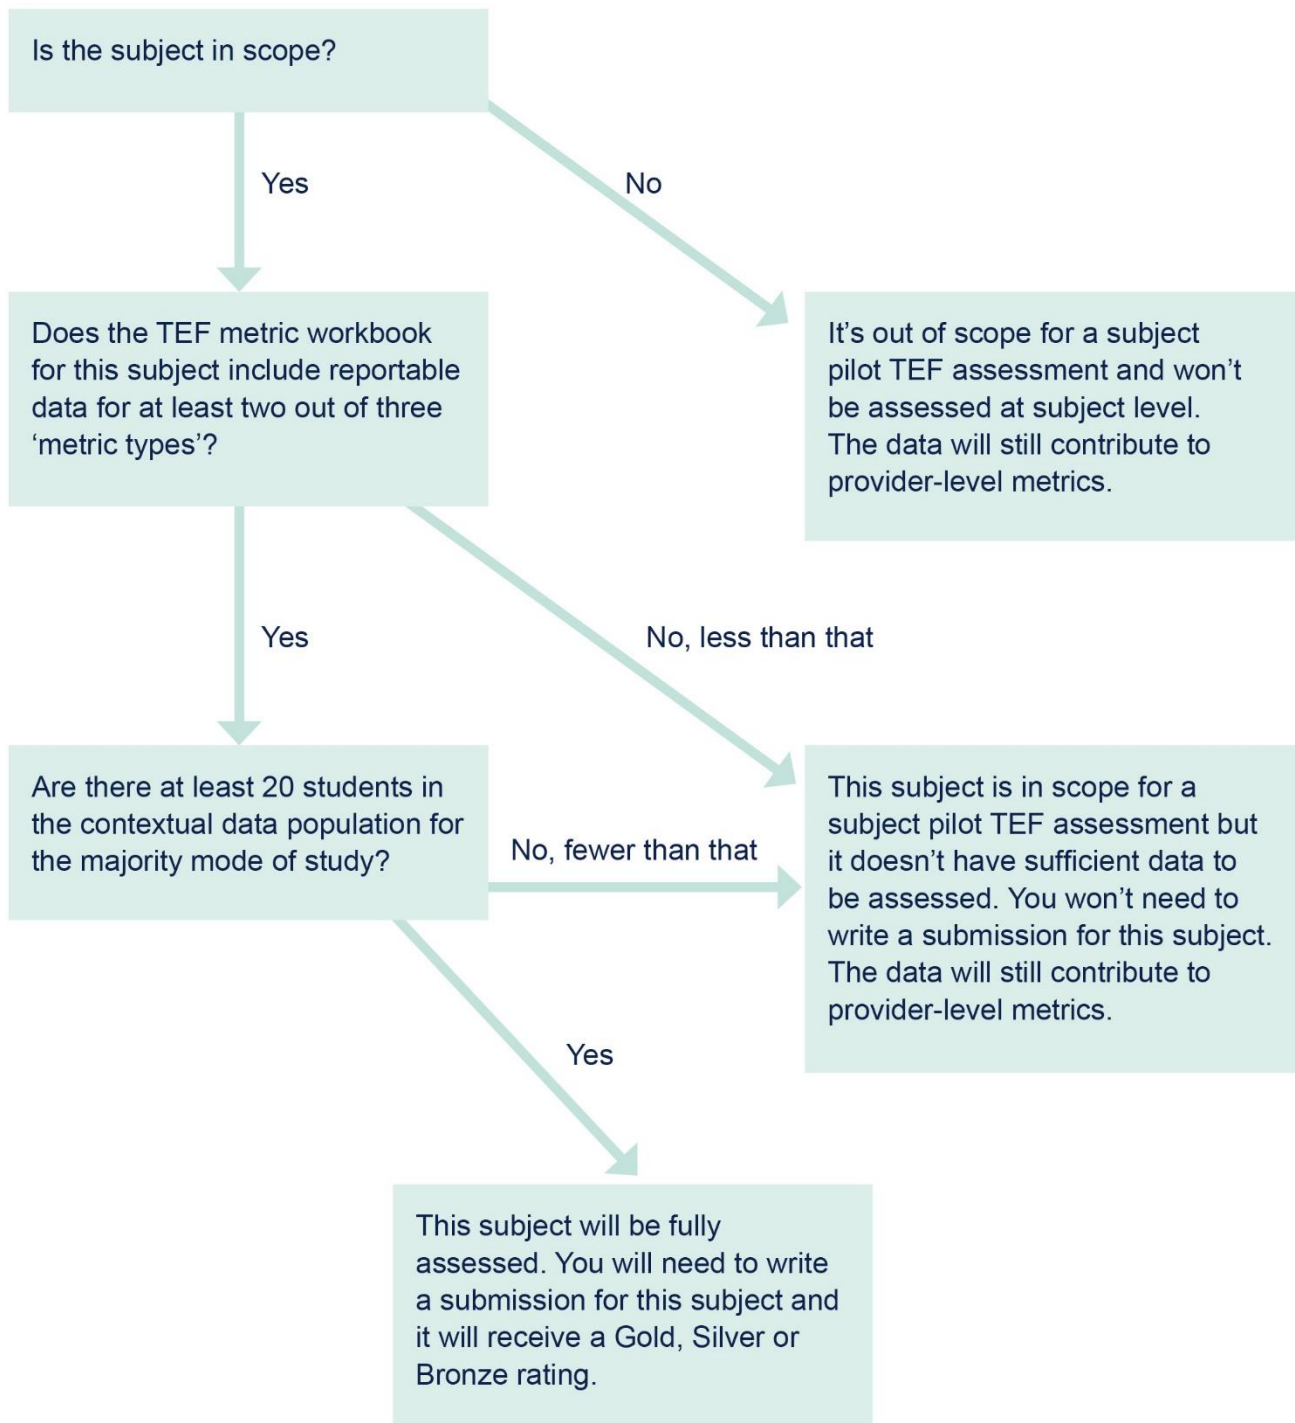 Is the subject in scope?
Yes
No
Does the TEF metric workbook
for this subject include reportable
data for at least two out of three
‘metric types’?
It’s out of scope for a subject
pilot TEF assessment and won’t
be assessed at subject level.
The data will still contribute to
provider-level metrics.
Yes
No, less than that
Are there at least 20 students in
the contextual data population for
the majority mode of study?
No, fewer than that
This subject is in scope for a
subject pilot TEF assessment but
it doesn’t have sufficient data to
be assessed. You won’t need to
write a submission for this subject.
The data will still contribute to
provider-level metrics.
Yes
This subject will be fully
assessed. You will need to write
a submission for this subject and
it will receive a Gold, Silver or
Bronze rating.